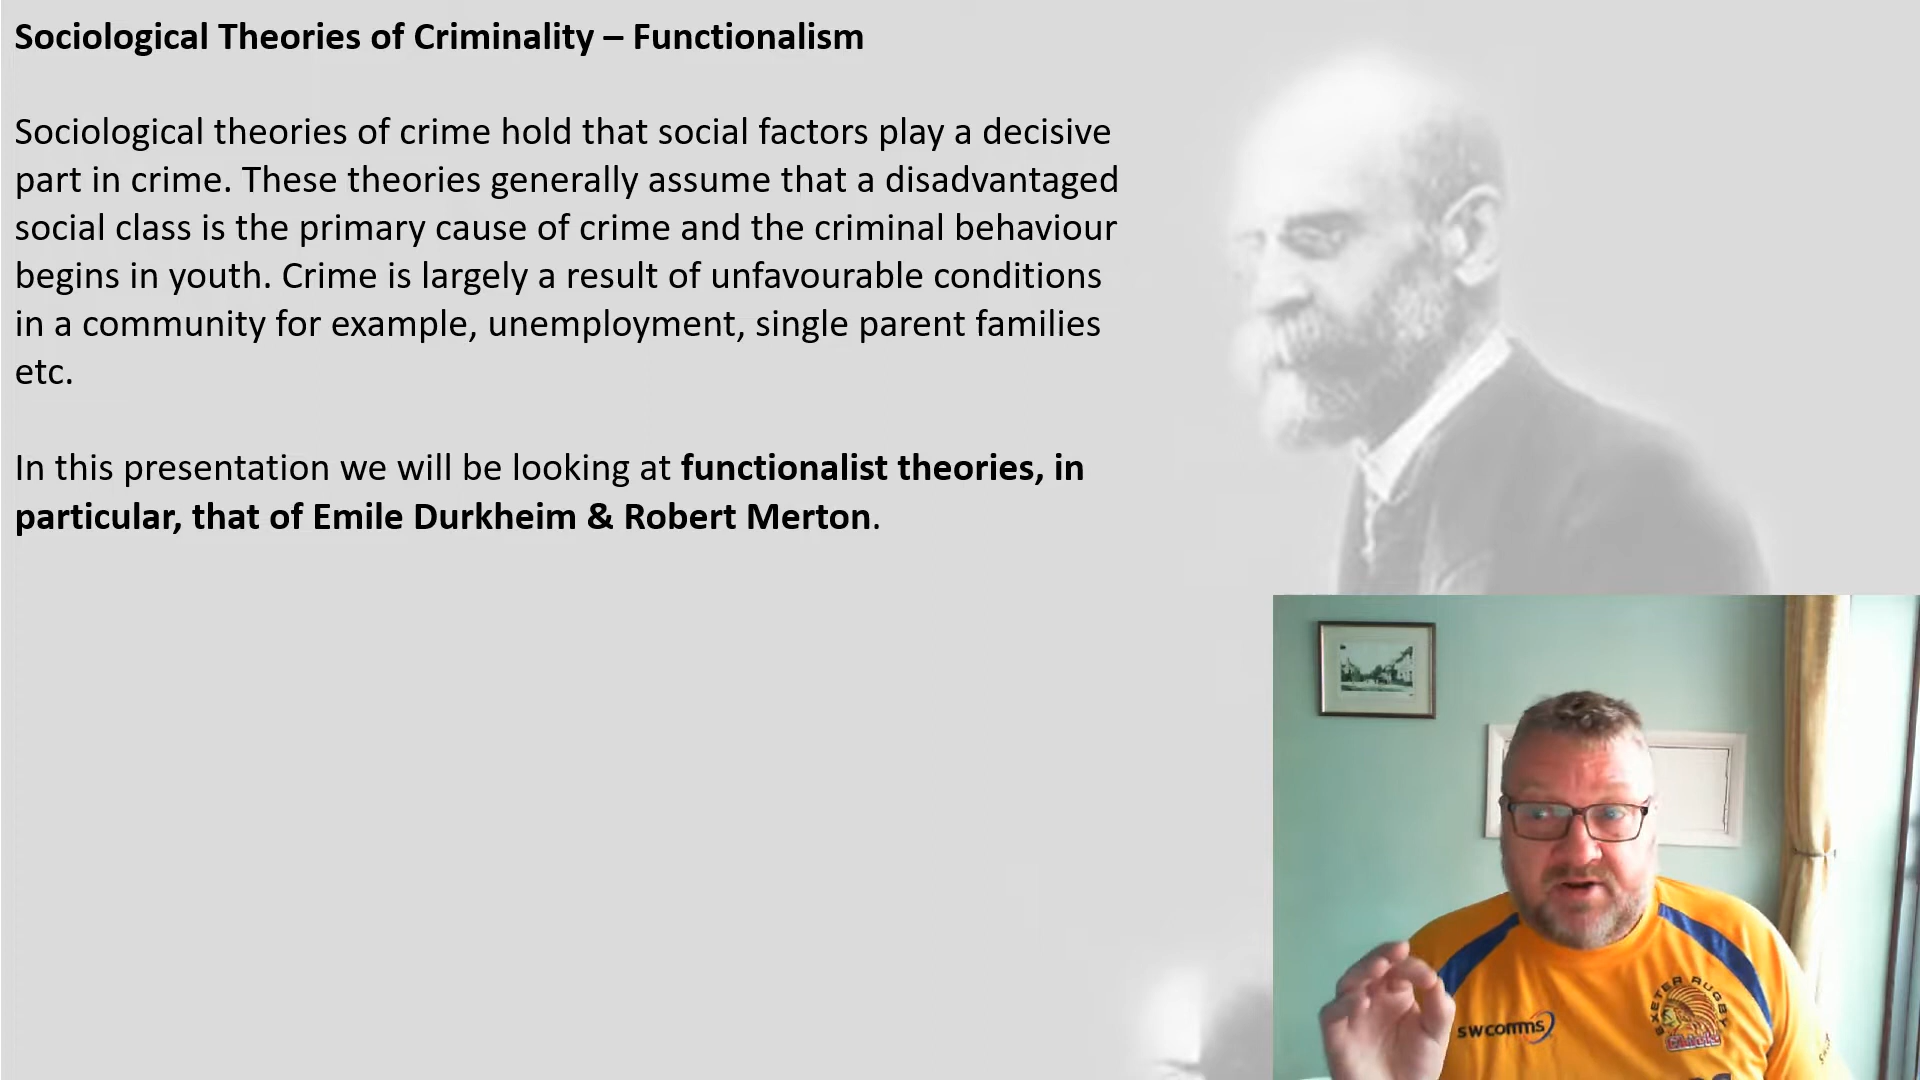 Sociological Theories of Criminality – Functionalism
Sociological theories of crime hold that social factors play a decisive
part in crime. These theories generally assume that a disadvantaged
social class is the primary cause of crime and the criminal behaviour
begins in youth. Crime is largely a result of unfavourable conditions
in a community for example, unemployment, single parent families
etc.
In this presentation we will be looking at functionalist theories, in
particular, that of Emile Durkheim & Robert Merton.
swcomms
EXETER RUGBY
Chiefs